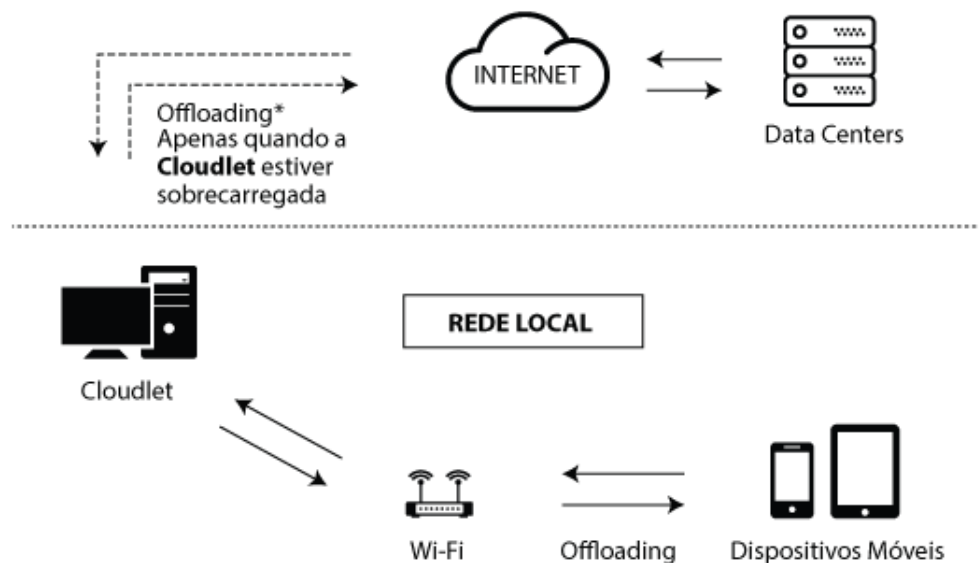 INTERNET
Data Centers
Offloading*
Apenas quando a
Cloudlet estiver
sobrecarregada
REDE LOCAL
Cloudlet
Wi-Fi
Offloading
Dispositivos Móveis